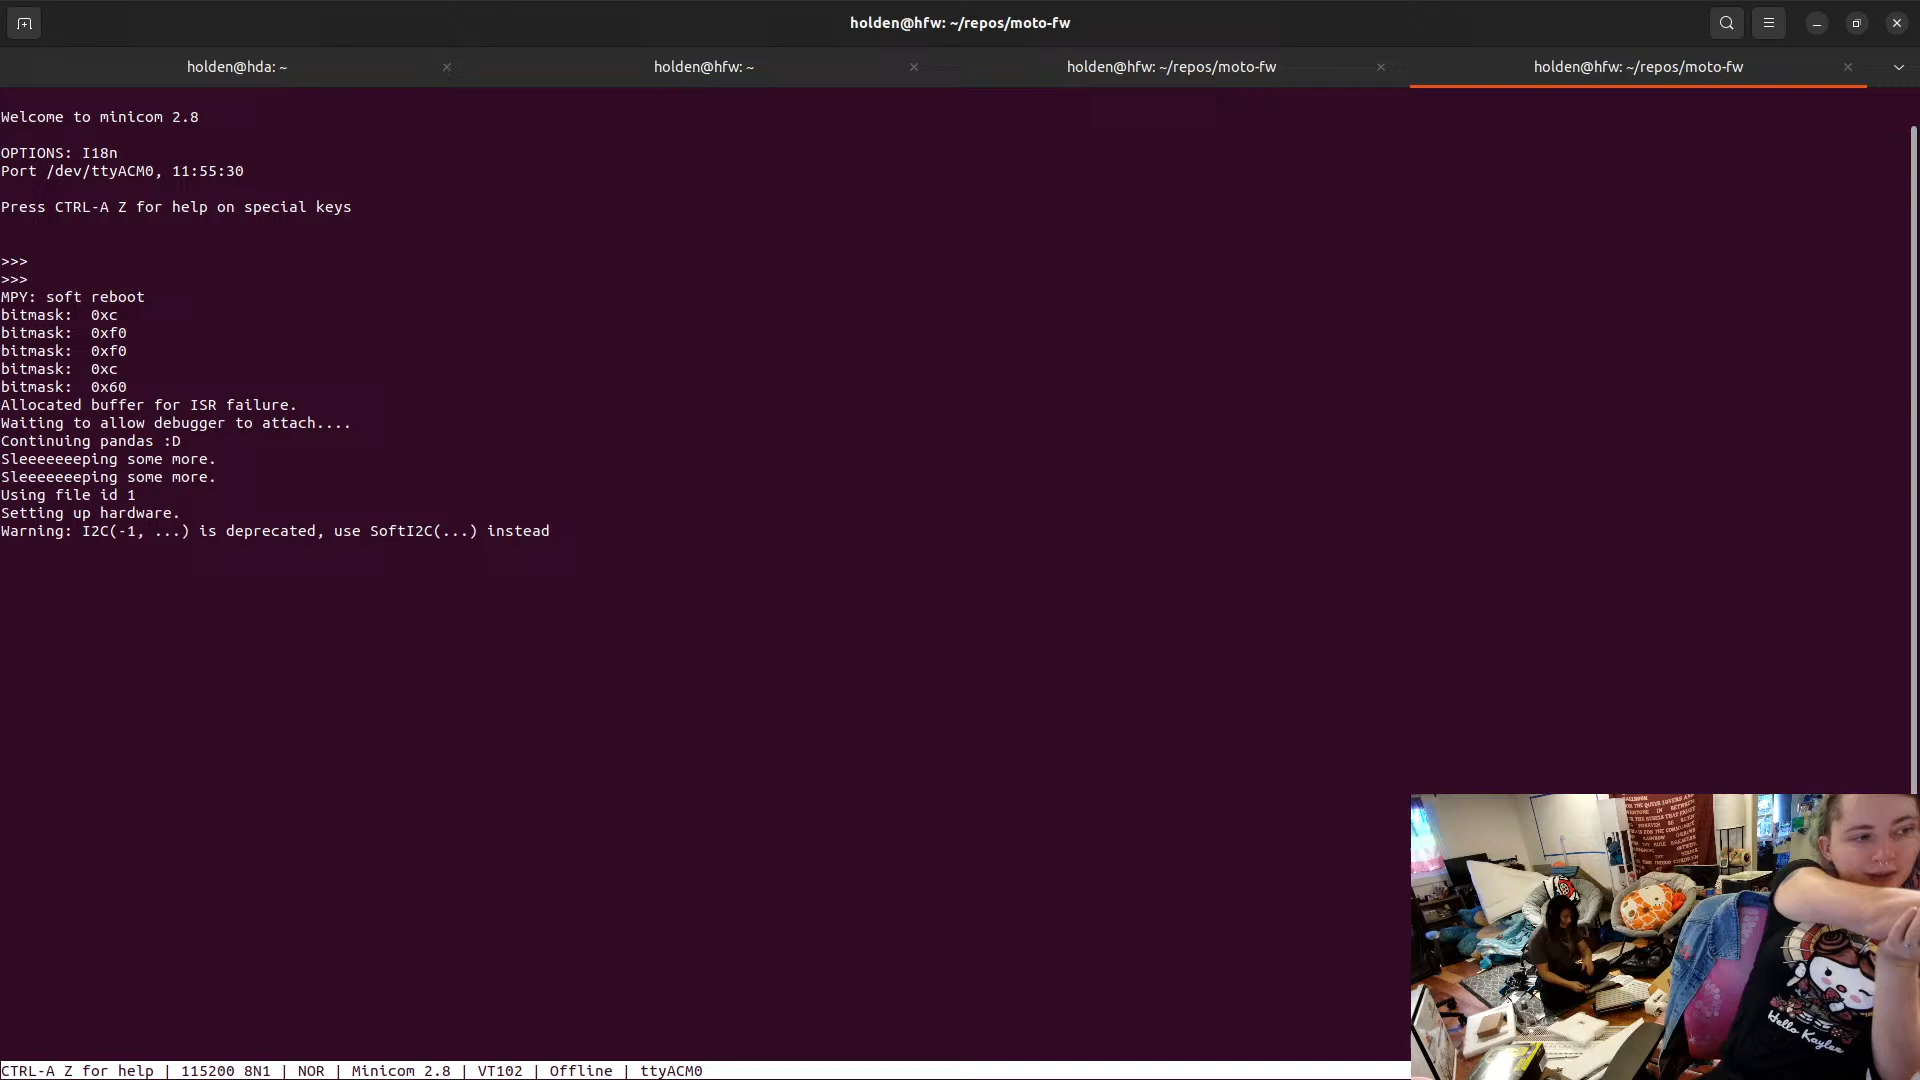 holden@hfw: ~/repos/moto-fw
holden@hda: ~
holden@hfw: ~
holden@hfw: ~/repos/moto-fw
holden@hfw: ~/repos/moto-fw
Welcome to minicom 2.8
OPTIONS: I18n
Port /dev/ttyACM0, 11:55:30
Press CTRL-A Z for help on special keys
>>>
>>>
MPY: soft reboot
bitmask:  0xc
bitmask:  0xf0
bitmask:  0xf0
bitmask:  0xc
bitmask:  0x60
Allocated buffer for ISR failure.
Waiting to allow debugger to attach....
Continuing pandas :D
Sleeeeeeeping some more.
Sleeeeeeeping some more.
Using file id 1
Setting up hardware.
Warning: I2C(-1, ...) is deprecated, use SoftI2C(...) instead
CTRL-A Z for help | 115200 8N1 | NOR | Minicom 2.8 | VT102 | Offline | ttyACM0
Hello Kaylee